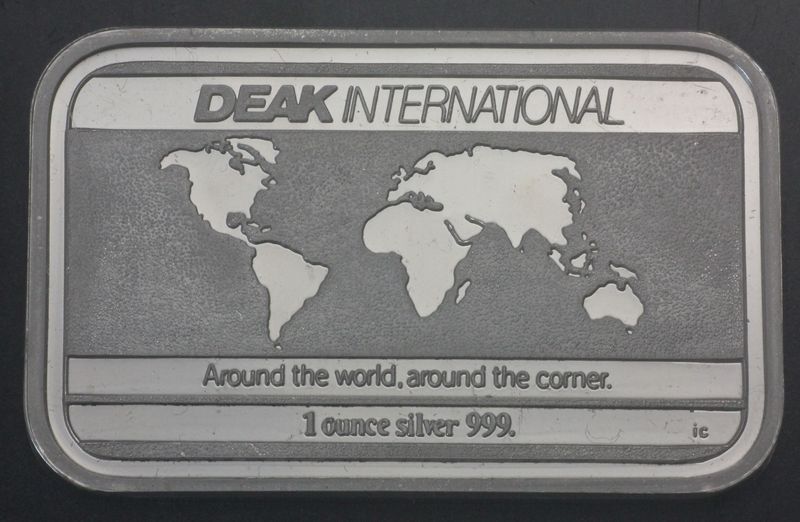 DEAK INTERNATIONAL
Around the world, around the corner.
1 ounce silver 999.
ic